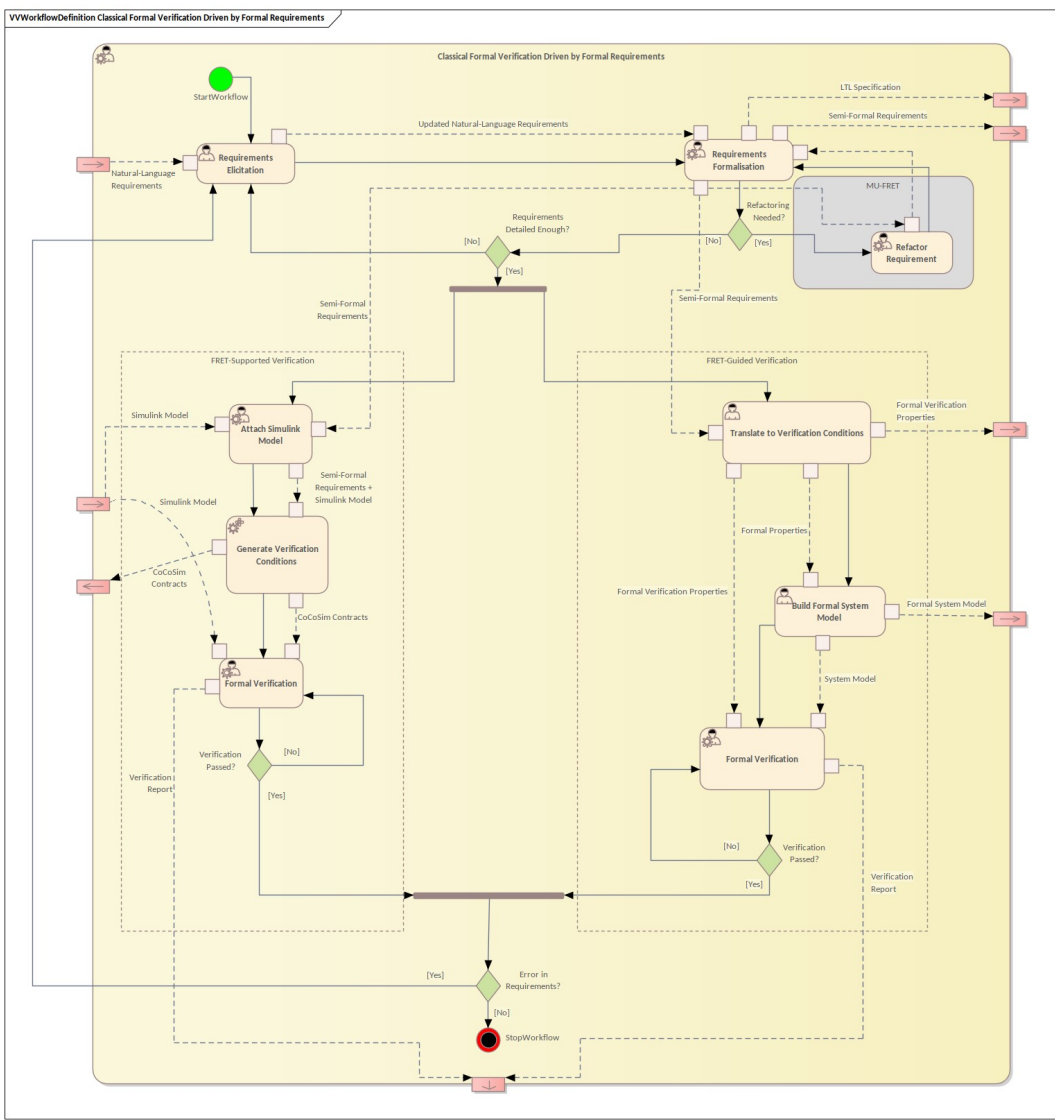 VVWorkflowDefinition Classical Formal Verification Driven by Formal Requirements
Classical Formal Verification Driven by Formal Requirements
StartWorkflow
LTL Specification
Updated Natural-Language Requirements
Semi-Formal Requirements
Requirements
Elicitation
Requirements
Formalisation
Natural-Language
Requirements
MU-FRET
Refactoring
Needed?
Requirements
Detailed Enough?
[No]
[No]
[Yes]
Refactor
Requirement
[Yes]
Semi-Formal
Requirements
Semi-Formal Requirements
FRET-Supported Verification
FRET-Guided Verification
Simulink Model
Attach Simulink
Model
Translate to Verification Conditions
Formal Verification
Properties
Semi-Formal
Requirements +
Simulink Model
Simulink Model
Generate Verification
Conditions
Formal Properties
CoCoSim
Contracts
Formal Verification Properties
CoCoSim Contracts
Build Formal System
Model
Formal System Model
Formal Verification
System Model
Verification
Passed?
[No]
Formal Verification
Verification
Report
[Yes]
[No]
Verification
Passed?
[Yes]
Verification
Report
[Yes]
Error in
Requirements?
[No]
StopWorkflow